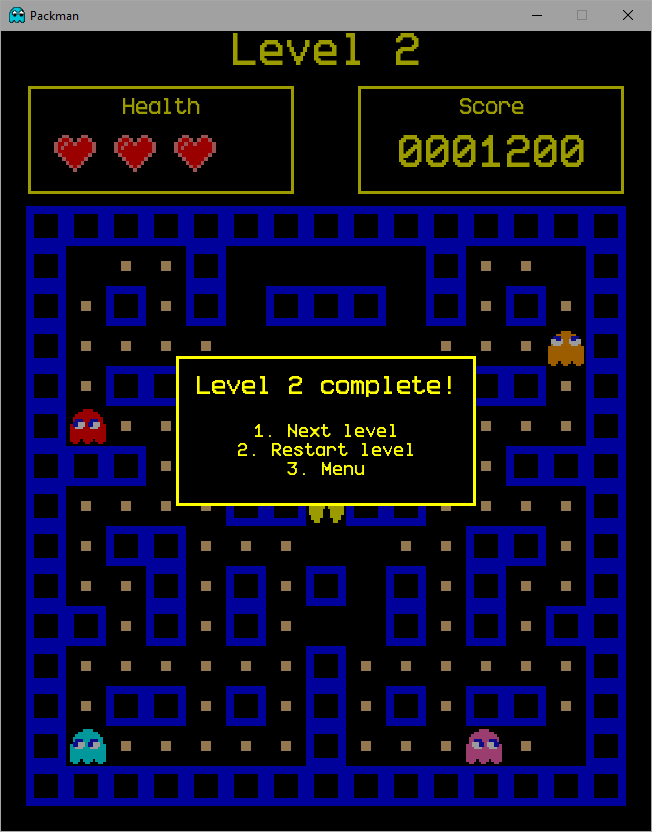 Packman
Level 2
Health
Score
0001200
Level 2 complete!
1. Next level
2. Restart level
3. Menu